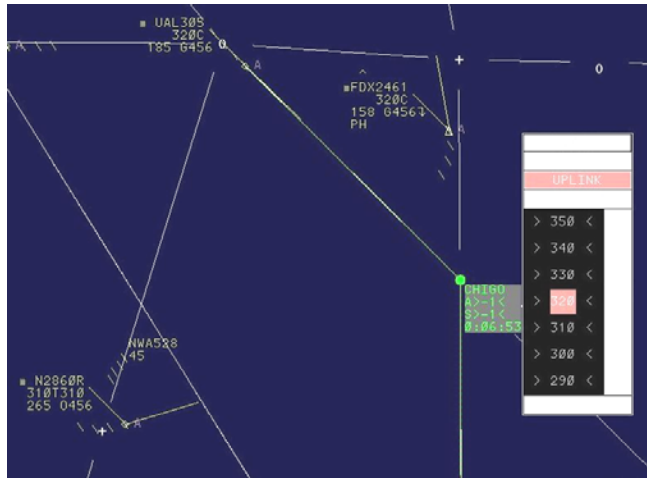 UAL305
320C
185 G456
A
A
FDX2461
320C
158 G456
PH
A
UPLINK
> 350 <
> 340 <
> 330 <
> 320 <
> 310 <
> 300 <
> 290 <
CHIGO
A>-1<
S>-1<
0:06:53
NWA528
45
N2860R
310T310
265 0456
A